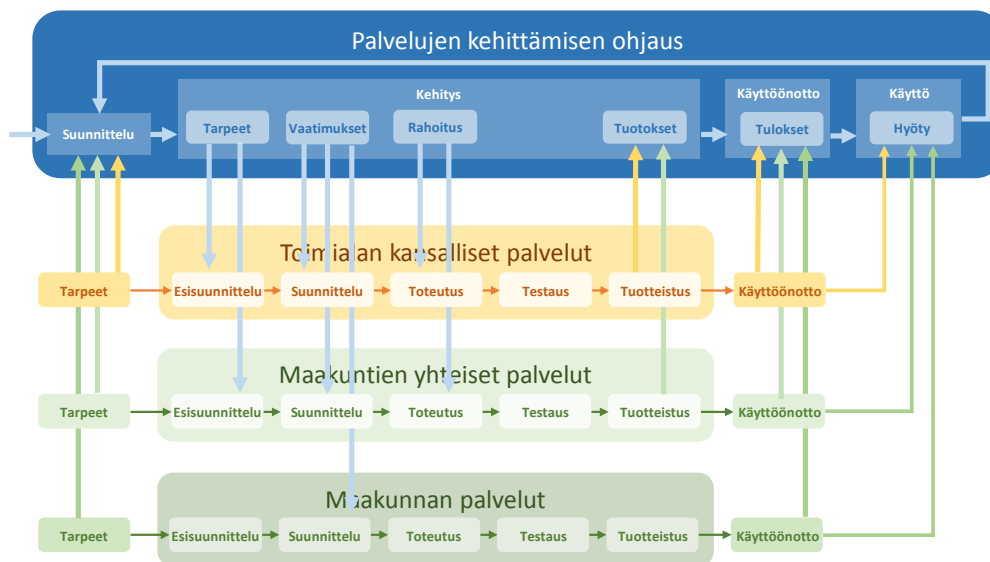 Palvelujen kehittämisen ohjaus
Kehitys
Käyttöönotto
Käyttö
Suunnittelu
Tarpeet
Vaatimukset
Rahoitus
Tuotokset
Tulokset
Hyöty
Toimialan kansalliset palvelut
Tarpeet
Esisuunnittelu
Suunnittelu
Toteutus
Testaus
Tuotteistus
Käyttöönotto
Maakuntien yhteiset palvelut
Tarpeet
Esisuunnittelu
Suunnittelu
Toteutus
Testaus
Tuotteistus
Käyttöönotto
Maakunnan palvelut
Tarpeet
Esisuunnittelu
Suunnittelu
Toteutus
Testaus
Tuotteistus
Käyttöönotto